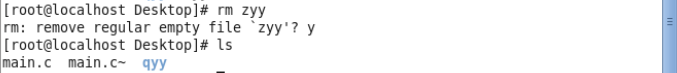 [root@localhost Desktop]# rm zyy
rm: remove regular empty file `zyy'? y
[root@localhost Desktop]# ls
main.c  main.c~  qyy